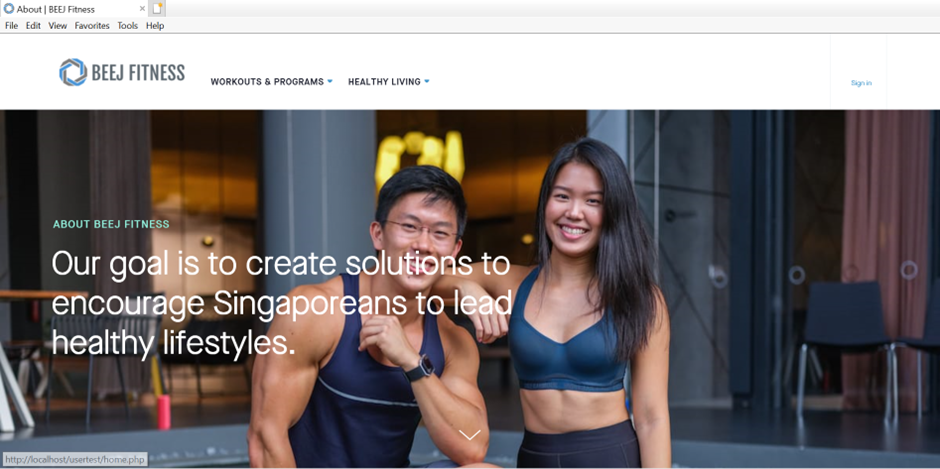 About | BEEJ Fitness
File Edit View Favorites Tools Help
BEEJ FITNESS
WORKOUTS & PROGRAMS HEALTHY LIVING
Sign in
ABOUT BEEJ FITNESS
Our goal is to create solutions to
encourage Singaporeans to lead
healthy lifestyles.
http://localhost/usertest/home.php